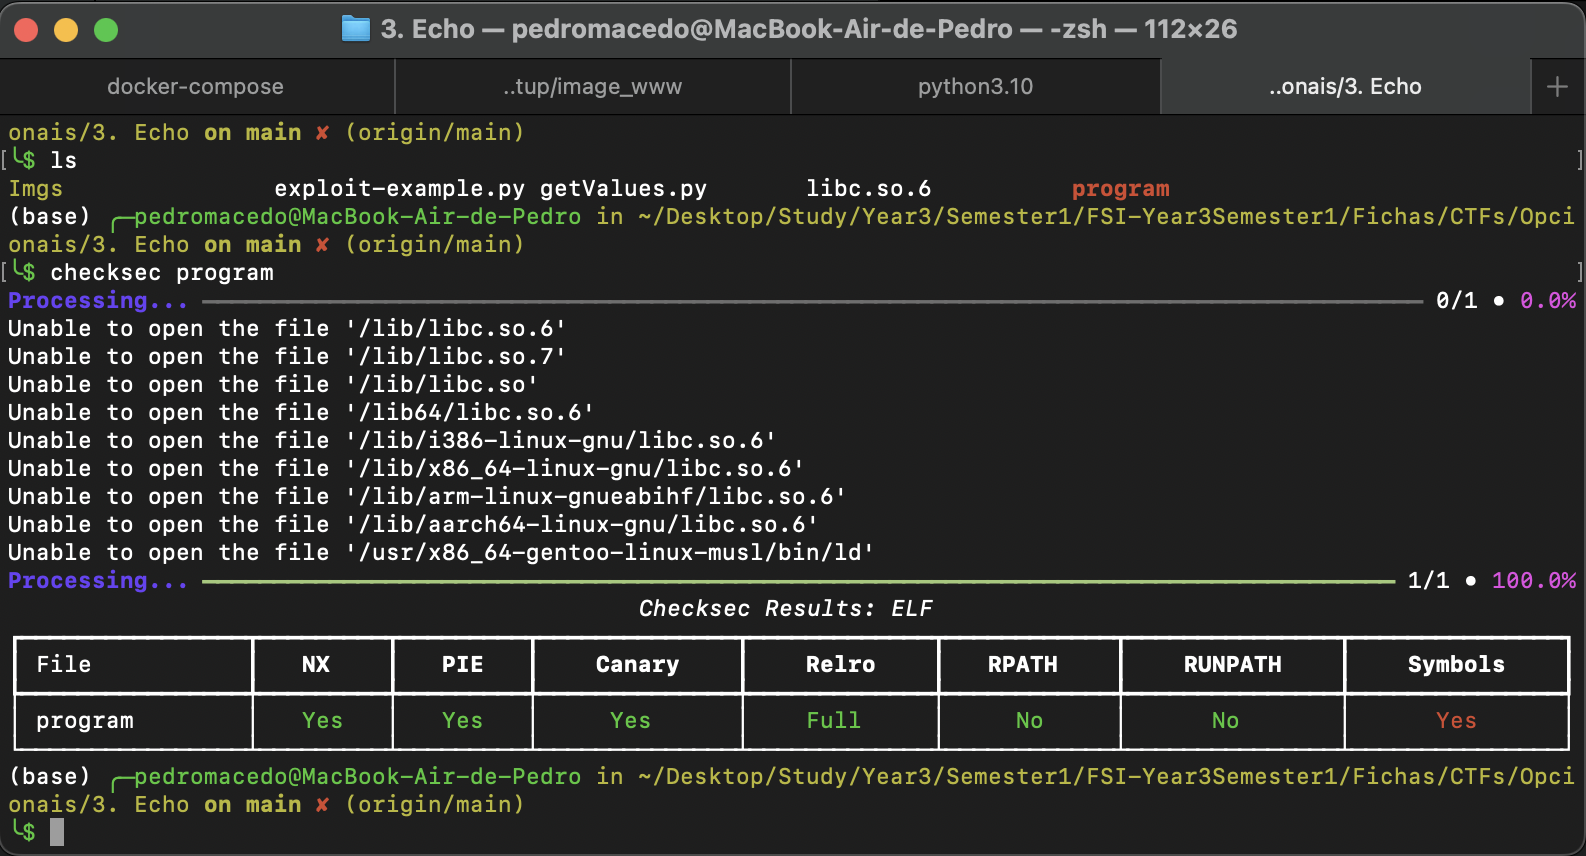 3. Echo — pedromacedo@MacBook-Air-de-Pedro — -zsh — 112×26
docker-compose ..tup/image_www python3.10 ..onais/3. Echo +
onais/3. Echo on main ✘ (origin/main)
[╰$ ls ]
Imgs exploit-example.py getValues.py libc.so.6 program
(base) ╭─pedromacedo@MacBook-Air-de-Pedro in ~/Desktop/Study/Year3/Semester1/FSI-Year3Semester1/Fichas/CTFs/Opci
onais/3. Echo on main ✘ (origin/main)
[╰$ checksec program ]
Processing... 0/1 • 0.0%
Unable to open the file '/lib/libc.so.6'
Unable to open the file '/lib/libc.so.7'
Unable to open the file '/lib/libc.so'
Unable to open the file '/lib64/libc.so.6'
Unable to open the file '/lib/i386-linux-gnu/libc.so.6'
Unable to open the file '/lib/x86_64-linux-gnu/libc.so.6'
Unable to open the file '/lib/arm-linux-gnueabihf/libc.so.6'
Unable to open the file '/lib/aarch64-linux-gnu/libc.so.6'
Unable to open the file '/usr/x86_64-gentoo-linux-musl/bin/ld'
Processing... 1/1 • 100.0%
Checksec Results: ELF
File NX PIE Canary Relro RPATH RUNPATH Symbols
program Yes Yes Yes Full No No Yes
(base) ╭─pedromacedo@MacBook-Air-de-Pedro in ~/Desktop/Study/Year3/Semester1/FSI-Year3Semester1/Fichas/CTFs/Opci
onais/3. Echo on main ✘ (origin/main)
╰$